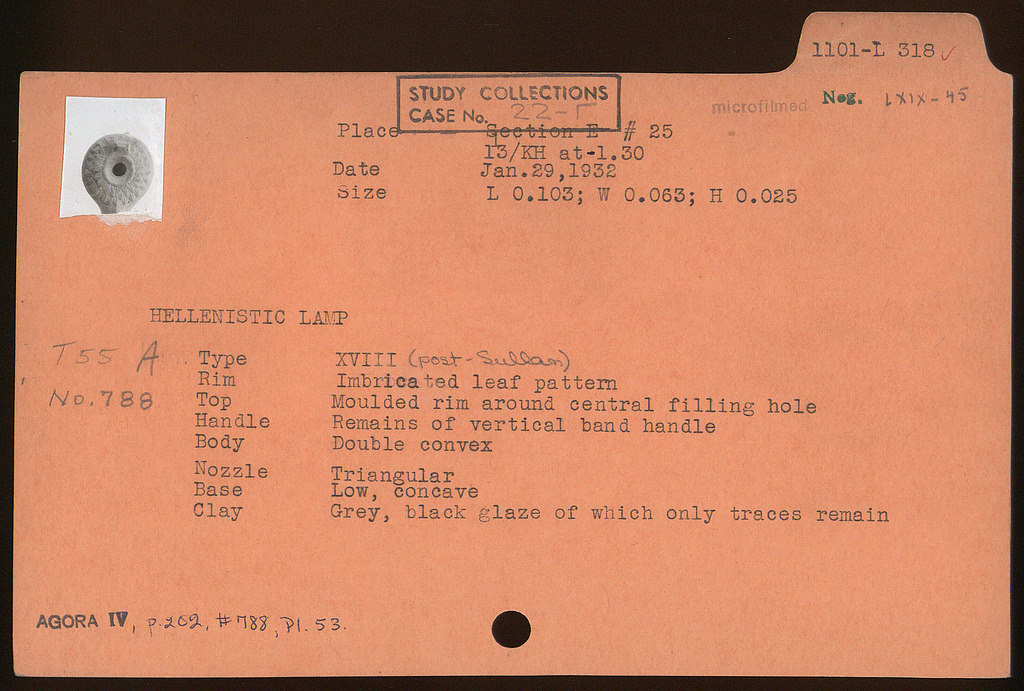 1101-L 318 ✓
microfilmed Neg. LXIX-45
STUDY COLLECTIONS
CASE No. 22-Γ
Place Section E # 25
13/KH at-1.30
Date Jan.29,1932
Size L 0.103; W 0.063; H 0.025
HELLENISTIC LAMP
T55 A Type XVIII (post-Sullan)
Rim Imbricated leaf pattern
No.788 Top Moulded rim around central filling hole
Handle Remains of vertical band handle
Body Double convex
Nozzle Triangular
Base Low, concave
Clay Grey, black glaze of which only traces remain
AGORA IV, p.202, #788, Pl. 53.